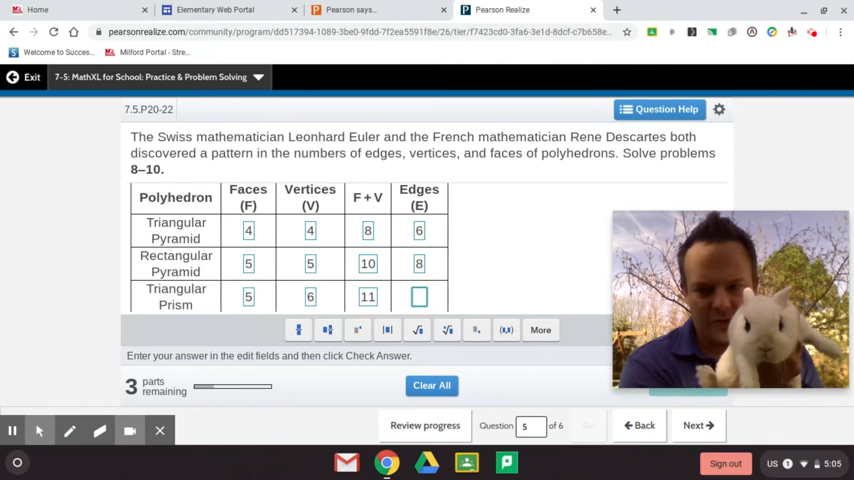 Home
Elementary Web Portal
Pearson says...
Pearson Realize
pearsonrealize.com/community/program/dd517394-1089-3be0-9fdd-7f2ea5591f8e/26/tier/f7423cd0-3fa6-3e1d-8dcf-c7b658e...
Welcome to Succes...
Milford Portal - Stre...
Exit
7-5: MathXL for School: Practice & Problem Solving
7.5.P20-22
Question Help
The Swiss mathematician Leonhard Euler and the French mathematician Rene Descartes both
discovered a pattern in the numbers of edges, vertices, and faces of polyhedrons. Solve problems
8–10.
Polyhedron Faces (F) Vertices (V) F + V Edges (E)
Triangular Pyramid 4 4 8 6
Rectangular Pyramid 5 5 10 8
Triangular Prism 5 6 11
More
Enter your answer in the edit fields and then click Check Answer.
3 parts remaining
Clear All
Review progress
Question 5 of 6
Go
Back
Next
Sign out
US 1 5:05